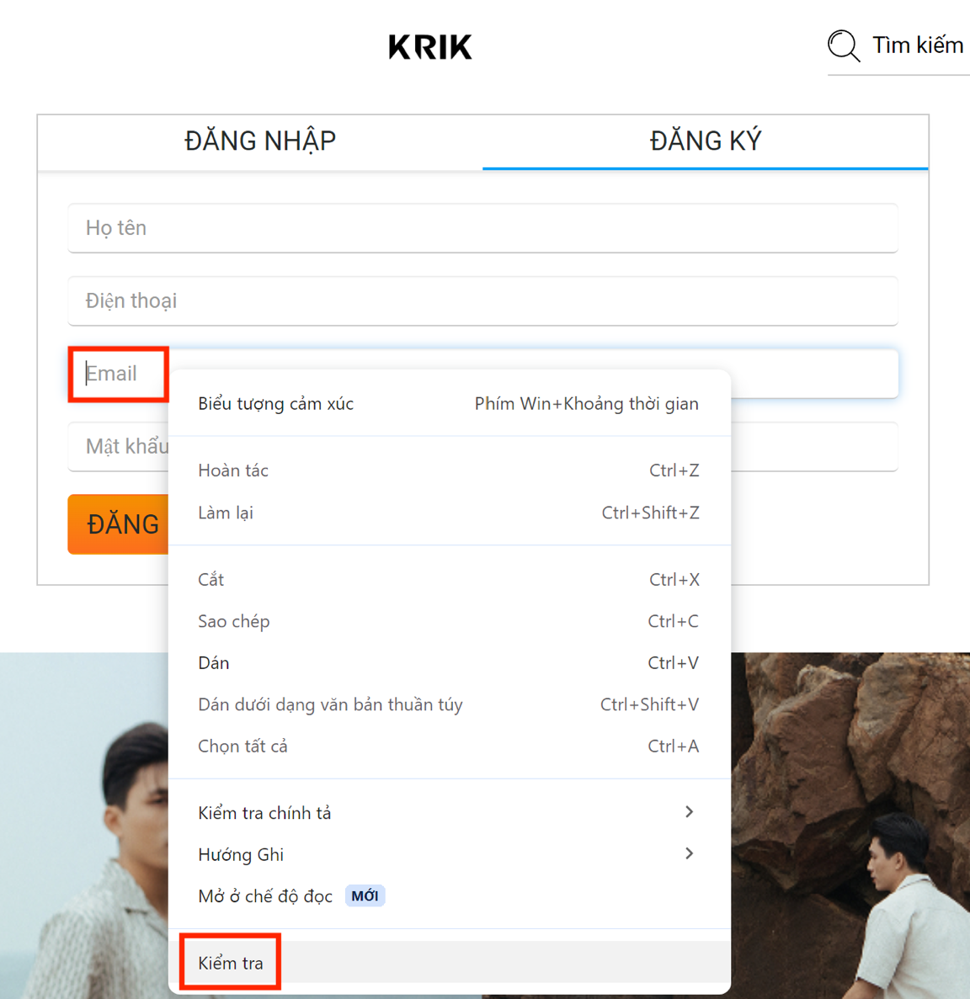 KRIK
Tìm kiếm
ĐĂNG NHẬP
ĐĂNG KÝ
Họ tên
Điện thoại
Email
Mật khẩu
ĐĂNG
Biểu tượng cảm xúc Phím Win+Khoảng thời gian
Hoàn tác Ctrl+Z
Làm lại Ctrl+Shift+Z
Cắt Ctrl+X
Sao chép Ctrl+C
Dán Ctrl+V
Dán dưới dạng văn bản thuần túy Ctrl+Shift+V
Chọn tất cả Ctrl+A
Kiểm tra chính tả
Hướng Ghi
Mở ở chế độ đọc MỚI
Kiểm tra